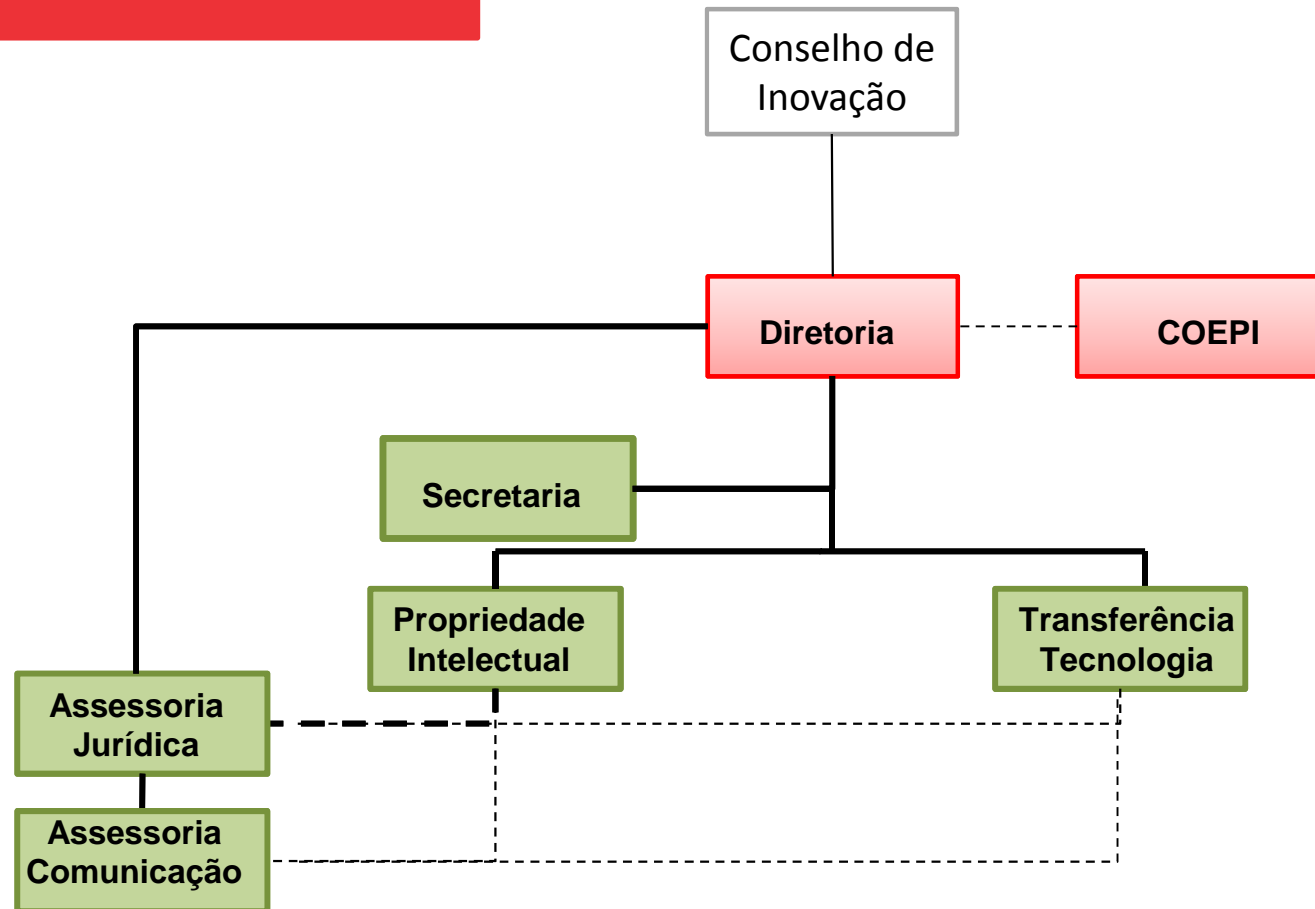 Conselho de
Inovação
Diretoria
COEPI
Secretaria
Propriedade
Intelectual
Transferência
Tecnologia
Assessoria
Jurídica
Assessoria
Comunicação